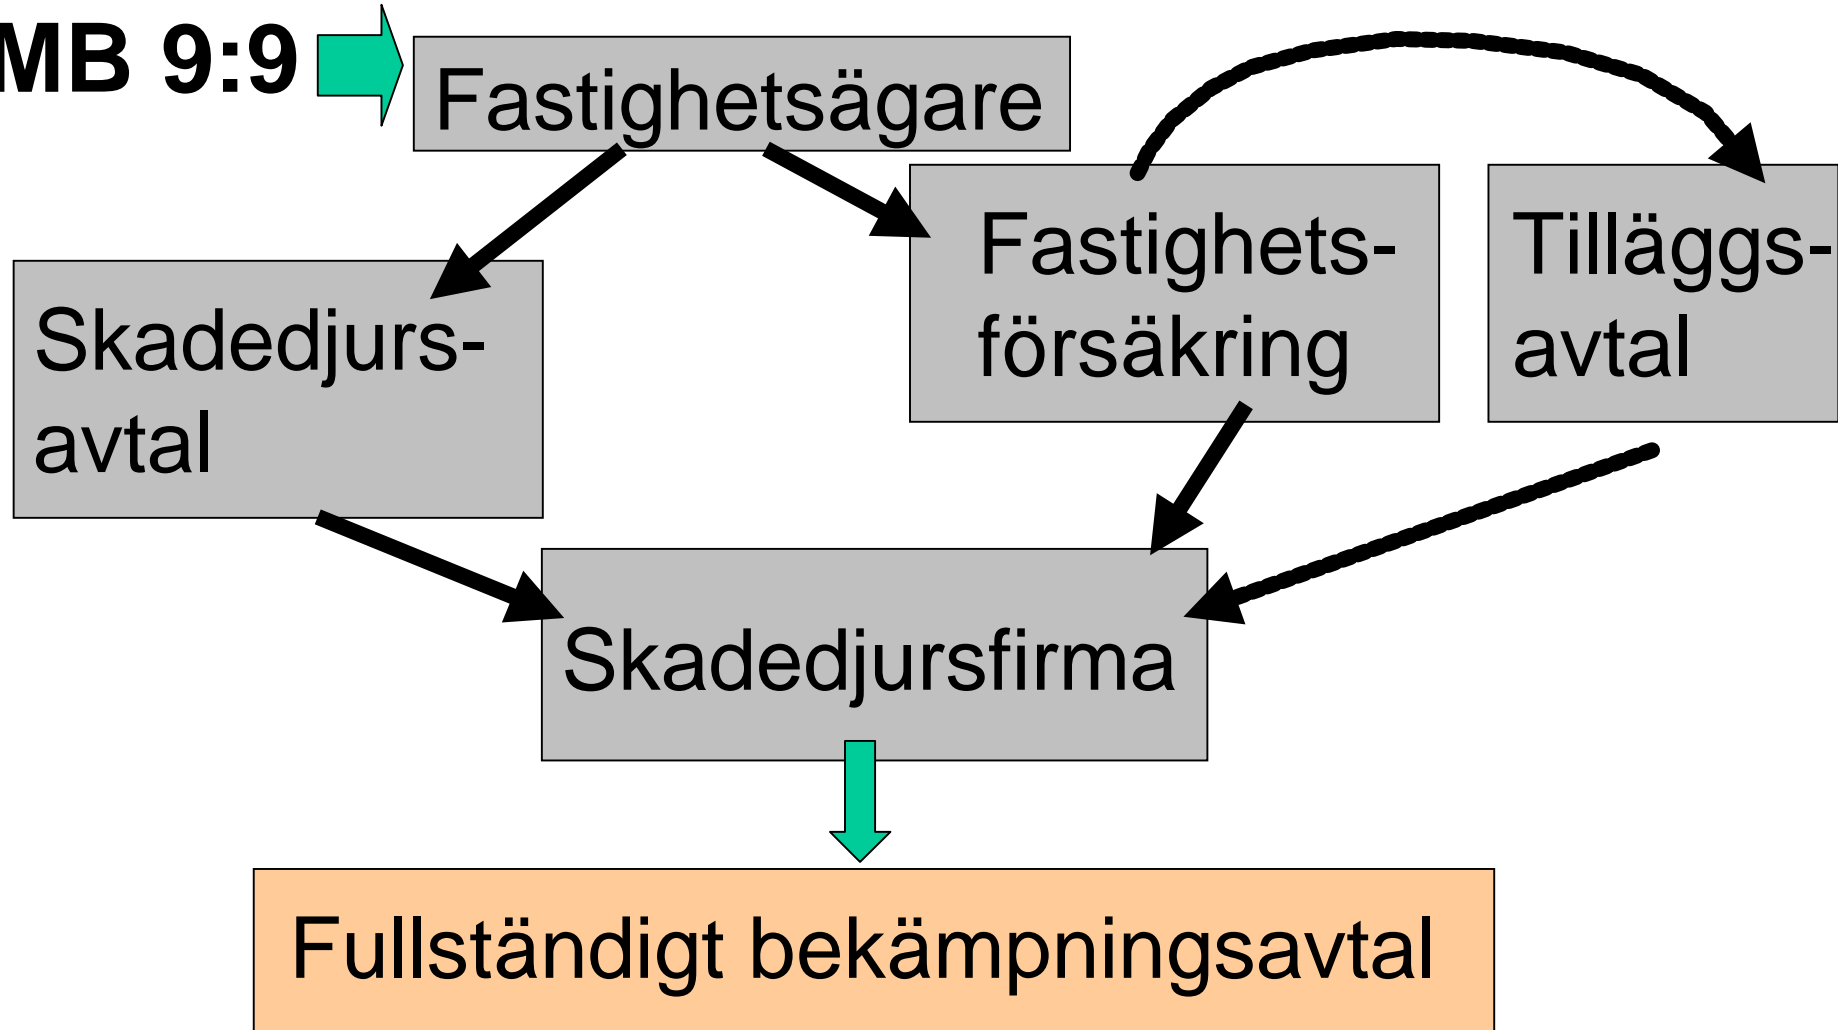 MB 9:9
Fastighetsägare
Fastighets-
försäkring
Tilläggs-
avtal
Skadedjurs-
avtal
Skadedjursfirma
Fullständigt bekämpningsavtal